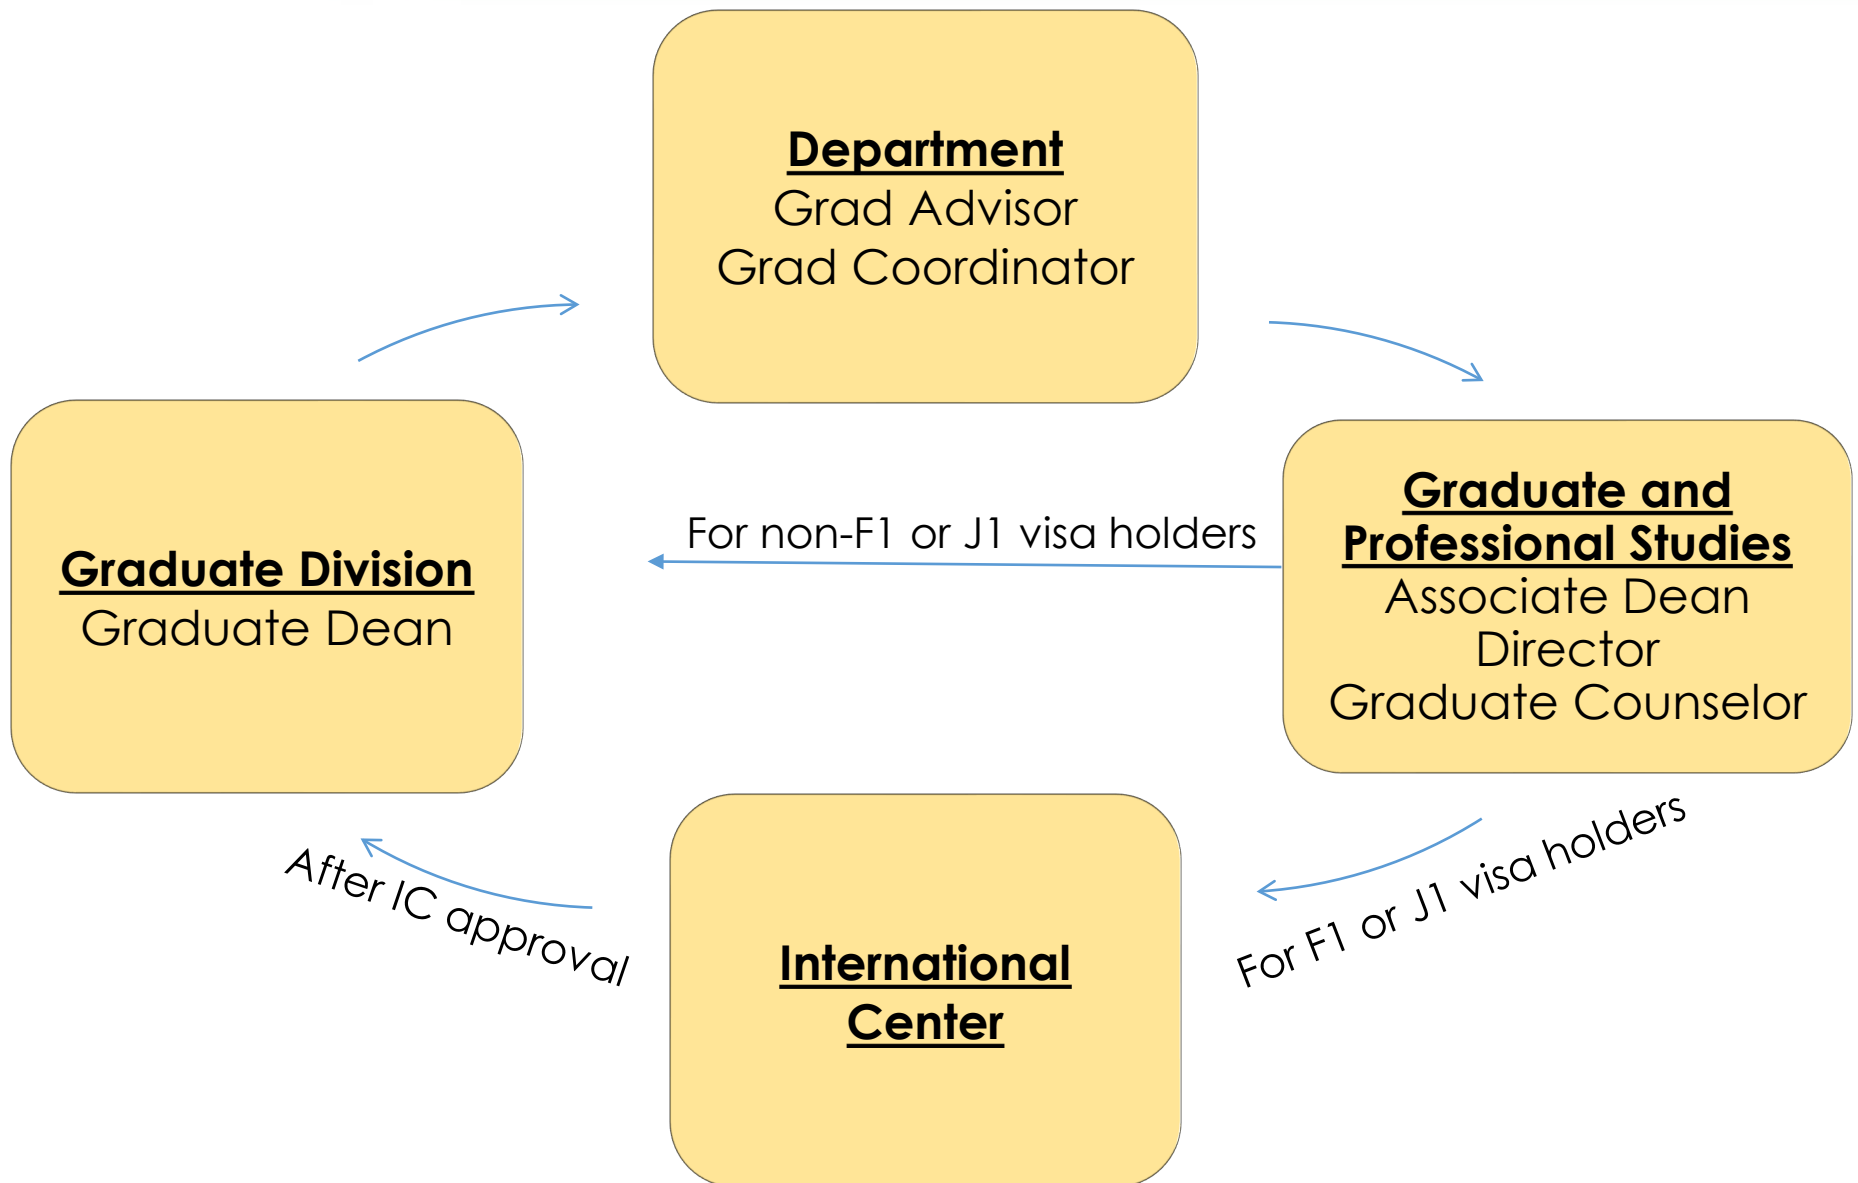 Department
Grad Advisor
Grad Coordinator
Graduate and
Professional Studies
Associate Dean
Director
Graduate Counselor
For non-F1 or J1 visa holders
Graduate Division
Graduate Dean
For F1 or J1 visa holders
After IC approval
International
Center